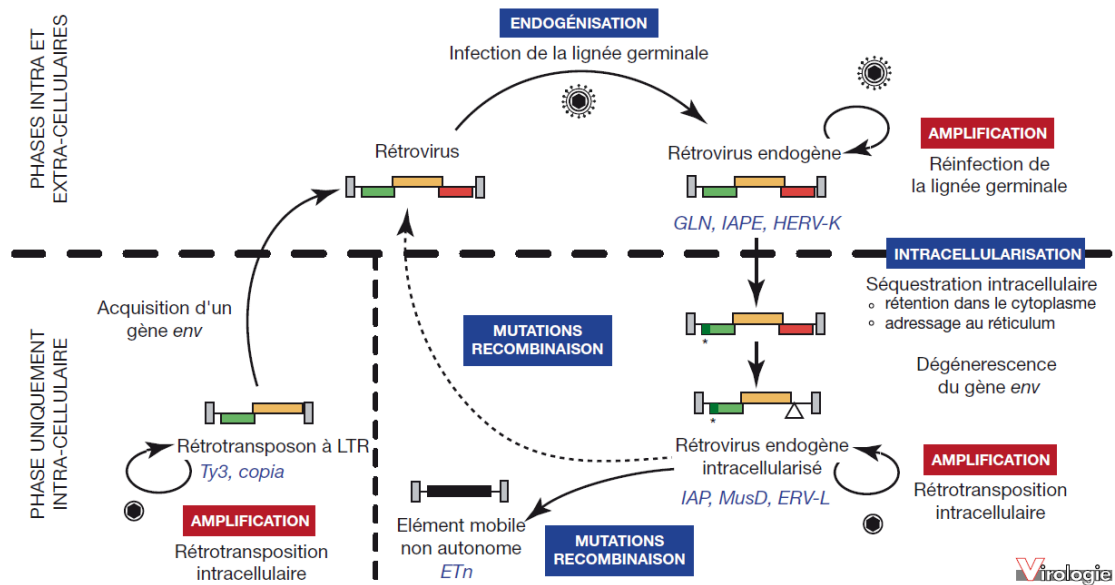 PHASES INTRA ET
EXTRA-CELLULAIRES
ENDOGÉNISATION
Infection de la lignée germinale
Rétrovirus
Rétrovirus endogène
GLN, IAPE, HERV-K
AMPLIFICATION
Réinfection de
la lignée germinale
PHASE UNIQUEMENT
INTRA-CELLULAIRE
Acquisition d'un
gène env
Rétrotransposon à LTR
Ty3, copia
AMPLIFICATION
Rétrotransposition
intracellulaire
MUTATIONS
RECOMBINAISON
INTRACELLULARISATION
Séquestration intracellulaire
° rétention dans le cytoplasme
° adressage au réticulum
*
Dégénerescence
du gène env
*
Rétrovirus endogène
intracellularisé
IAP, MusD, ERV-L
AMPLIFICATION
Rétrotransposition
intracellulaire
Elément mobile
non autonome
ETn
MUTATIONS
RECOMBINAISON
Virologie